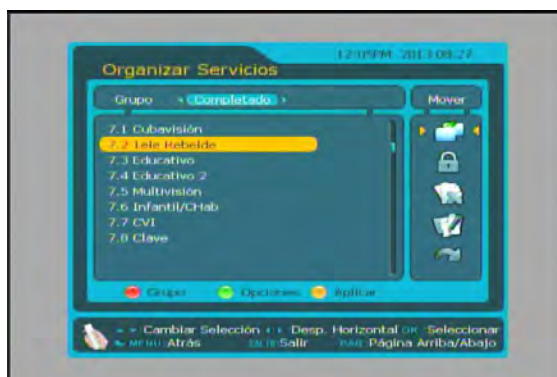 12:05PM 2013.08.27
Organizar Servicios
Grupo Completado
Mover
7.1 Cubavisión
7.2 Tele Rebelde
7.3 Educativo
7.4 Educativo 2
7.5 Multivisión
7.6 Infantil/CHab
7.7 CVI
7.8 Clave
Grupo Opciones Aplicar
Cambiar Selección Desp. Horizontal OK :Seleccionar
MENU:Atrás :Salir PAG:Página Arriba/Abajo